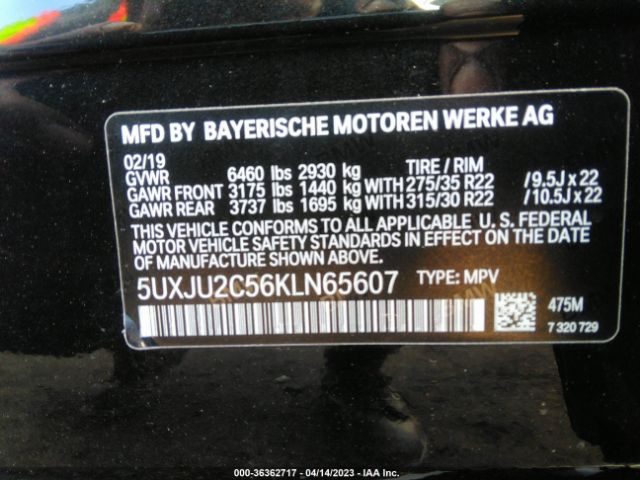 MFD BY BAYERISCHE MOTOREN WERKE AG
02/19 TIRE / RIM
GVWR 6460 lbs 2930 kg
GAWR FRONT 3175 lbs 1440 kg WITH 275/35 R22 / 9.5J x 22
GAWR REAR 3737 lbs 1695 kg WITH 315/30 R22 / 10.5J x 22
THIS VEHICLE CONFORMS TO ALL APPLICABLE U. S. FEDERAL
MOTOR VEHICLE SAFETY STANDARDS IN EFFECT ON THE DATE
OF MANUFACTURE SHOWN ABOVE.
5UXJU2C56KLN65607 TYPE: MPV
475M
7 320 729
000-36362717 - 04/14/2023 - IAA Inc.